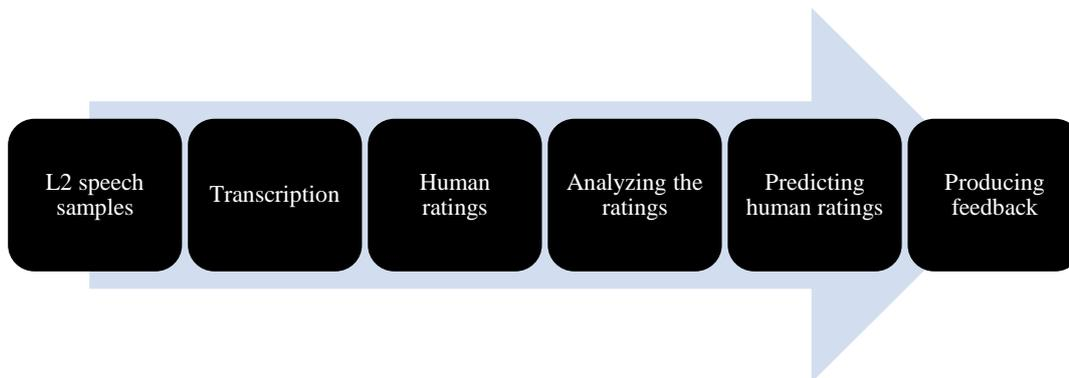 L2 speech
samples
Transcription
Human
ratings
Analyzing the
ratings
Predicting
human ratings
Producing
feedback